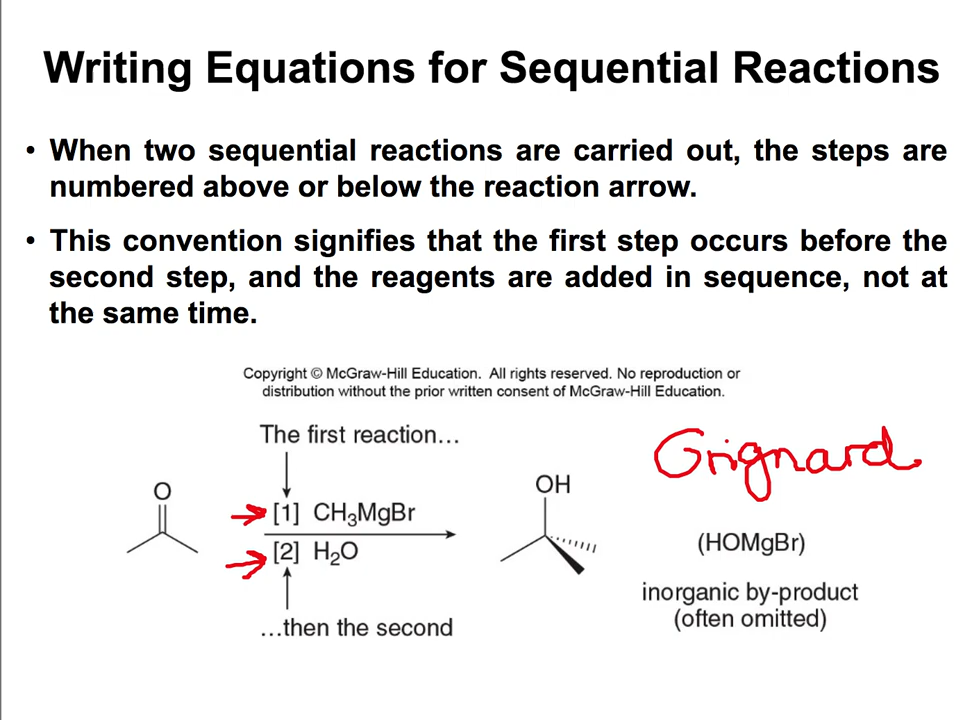 Writing Equations for Sequential Reactions
• When two sequential reactions are carried out, the steps are
numbered above or below the reaction arrow.
• This convention signifies that the first step occurs before the
second step, and the reagents are added in sequence, not at
the same time.
Copyright © McGraw-Hill Education. All rights reserved. No reproduction or
distribution without the prior written consent of McGraw-Hill Education.
The first reaction...
Grignard
O
[1] CH₃MgBr
OH
[2] H₂O
(HOMgBr)
inorganic by-product
(often omitted)
...then the second